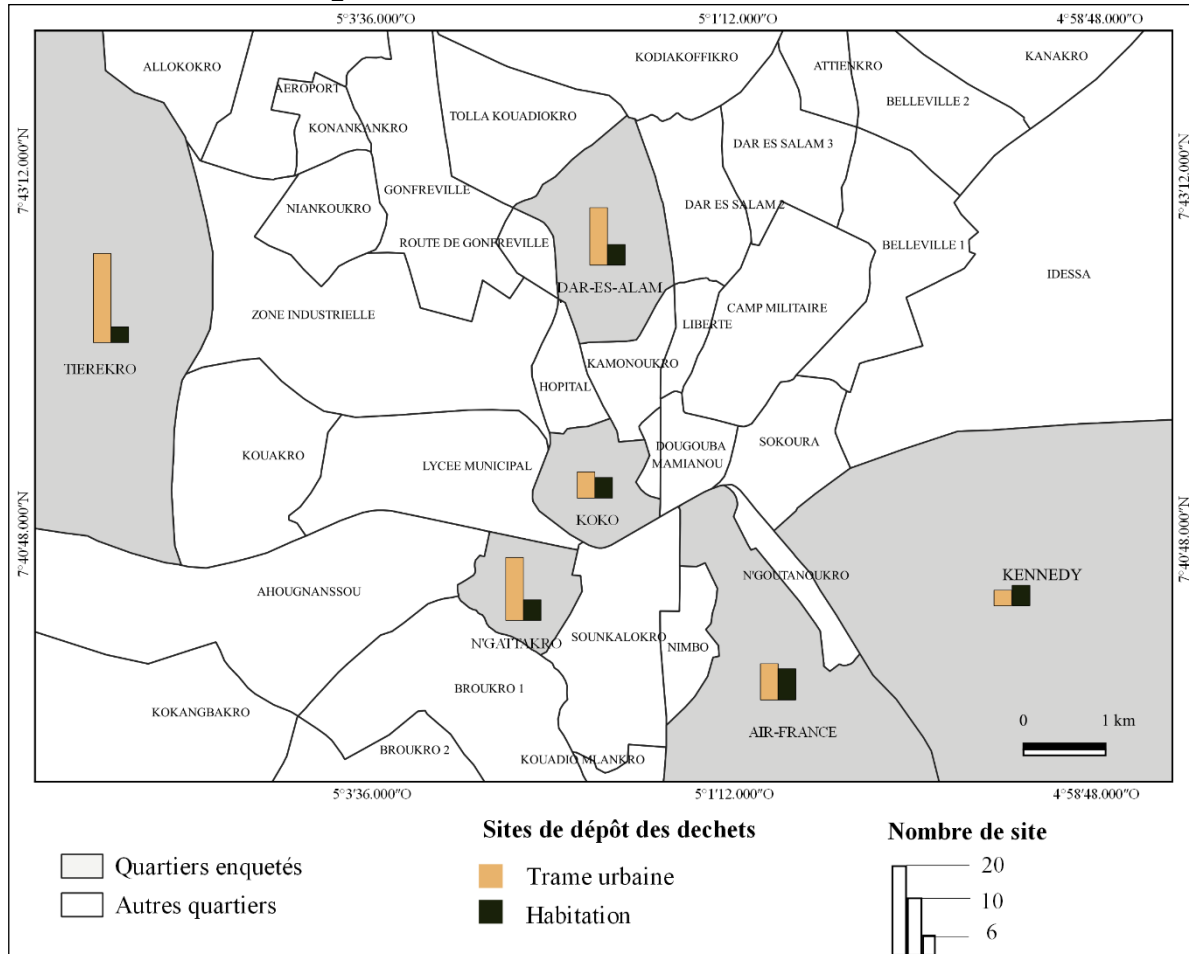 5°3'36.000"O
5°1'12.000"O
4°58'48.000"O
7°43'12.000"N
7°43'12.000"N
7°40'48.000"N
7°40'48.000"N
ALLOKOKRO
AEROPORT
KONANKANKRO
TOLLA KOUADIOKRO
KODIAKOFFIKRO
ATTIENKRO
KANAKRO
BELLEVILLE 2
DAR ES SALAM 3
GONFREVILLE
NIANKOUKRO
DAR ES SALAM 2
ROUTE DE GONFREVILLE
BELLEVILLE 1
IDESSA
DAR-ES-ALAM
ZONE INDUSTRIELLE
CAMP MILITAIRE
LIBERTE
TIEREKRO
KAMONOUKRO
HOPITAL
KOUAKRO
LYCEE MUNICIPAL
DOUGOUBA
MAMIANOU
SOKOURA
KOKO
N'GOUTANOUKRO
KENNEDY
AHOUGNANSSOU
N'GATTAKRO
SOUNKALOKRO
NIMBO
BROUKRO 1
KOKANGBAKRO
AIR-FRANCE
BROUKRO 2
KOUADIO MLANKRO
0 1 km
5°3'36.000"O
5°1'12.000"O
4°58'48.000"O
Quartiers enquetés
Autres quartiers
Sites de dépôt des dechets
Trame urbaine
Habitation
Nombre de site
20
10
6